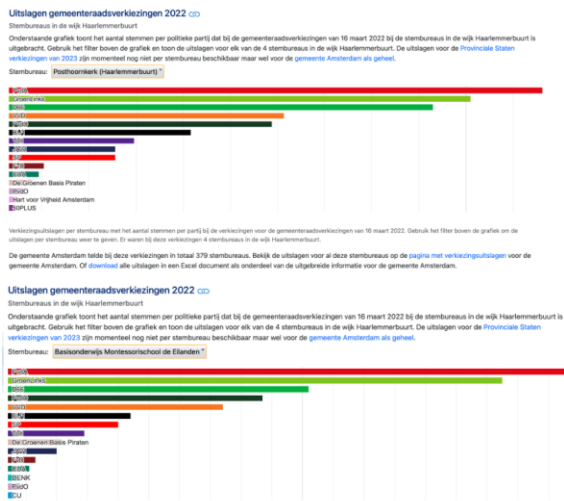 Uitslagen gemeenteraadsverkiezingen 2022
Stembureaus in de wijk Haarlemmerbuurt
Onderstaande grafiek toont het aantal stemmen per politieke partij dat bij de gemeenteraadsverkiezingen van 16 maart 2022 bij de stembureaus in de wijk Haarlemmerbuurt is
uitgebracht. Gebruik het filter boven de grafiek en toon de uitslagen voor elk van de 4 stembureaus in de wijk Haarlemmerbuurt. De uitslagen voor de Provinciale Staten
verkiezingen van 2023 zijn momenteel nog niet per stembureau beschikbaar maar wel voor de gemeente Amsterdam als geheel.
Stembureau: Posthoornkerk (Haarlemmerbuurt)
GroenLinks
De Groenen Basis Piraten
Hart voor Vrijheid Amsterdam
50PLUS
Verkiezingsuitslagen per stembureau met het aantal stemmen per partij bij de verkiezingen voor de gemeenteraadsverkiezingen van 16 maart 2022. Gebruik het filter boven de grafiek om de
uitslagen per stembureau weer te geven. Er waren bij deze verkiezingen 4 stembureaus in de wijk Haarlemmerbuurt.
De gemeente Amsterdam telde bij deze verkiezingen in totaal 379 stembureaus. Bekijk de uitslagen voor al deze stembureaus op de pagina met verkiezingsuitslagen voor de
gemeente Amsterdam. Of download alle uitslagen in een Excel document als onderdeel van de uitgebreide informatie voor de gemeente Amsterdam.
Uitslagen gemeenteraadsverkiezingen 2022
Stembureaus in de wijk Haarlemmerbuurt
Onderstaande grafiek toont het aantal stemmen per politieke partij dat bij de gemeenteraadsverkiezingen van 16 maart 2022 bij de stembureaus in de wijk Haarlemmerbuurt is
uitgebracht. Gebruik het filter boven de grafiek en toon de uitslagen voor elk van de 4 stembureaus in de wijk Haarlemmerbuurt. De uitslagen voor de Provinciale Staten
verkiezingen van 2023 zijn momenteel nog niet per stembureau beschikbaar maar wel voor de gemeente Amsterdam als geheel.
Stembureau: Basisonderwijs Montessorischool de Eilanden
GroenLinks
De Groenen Basis Piraten
DENK
CU